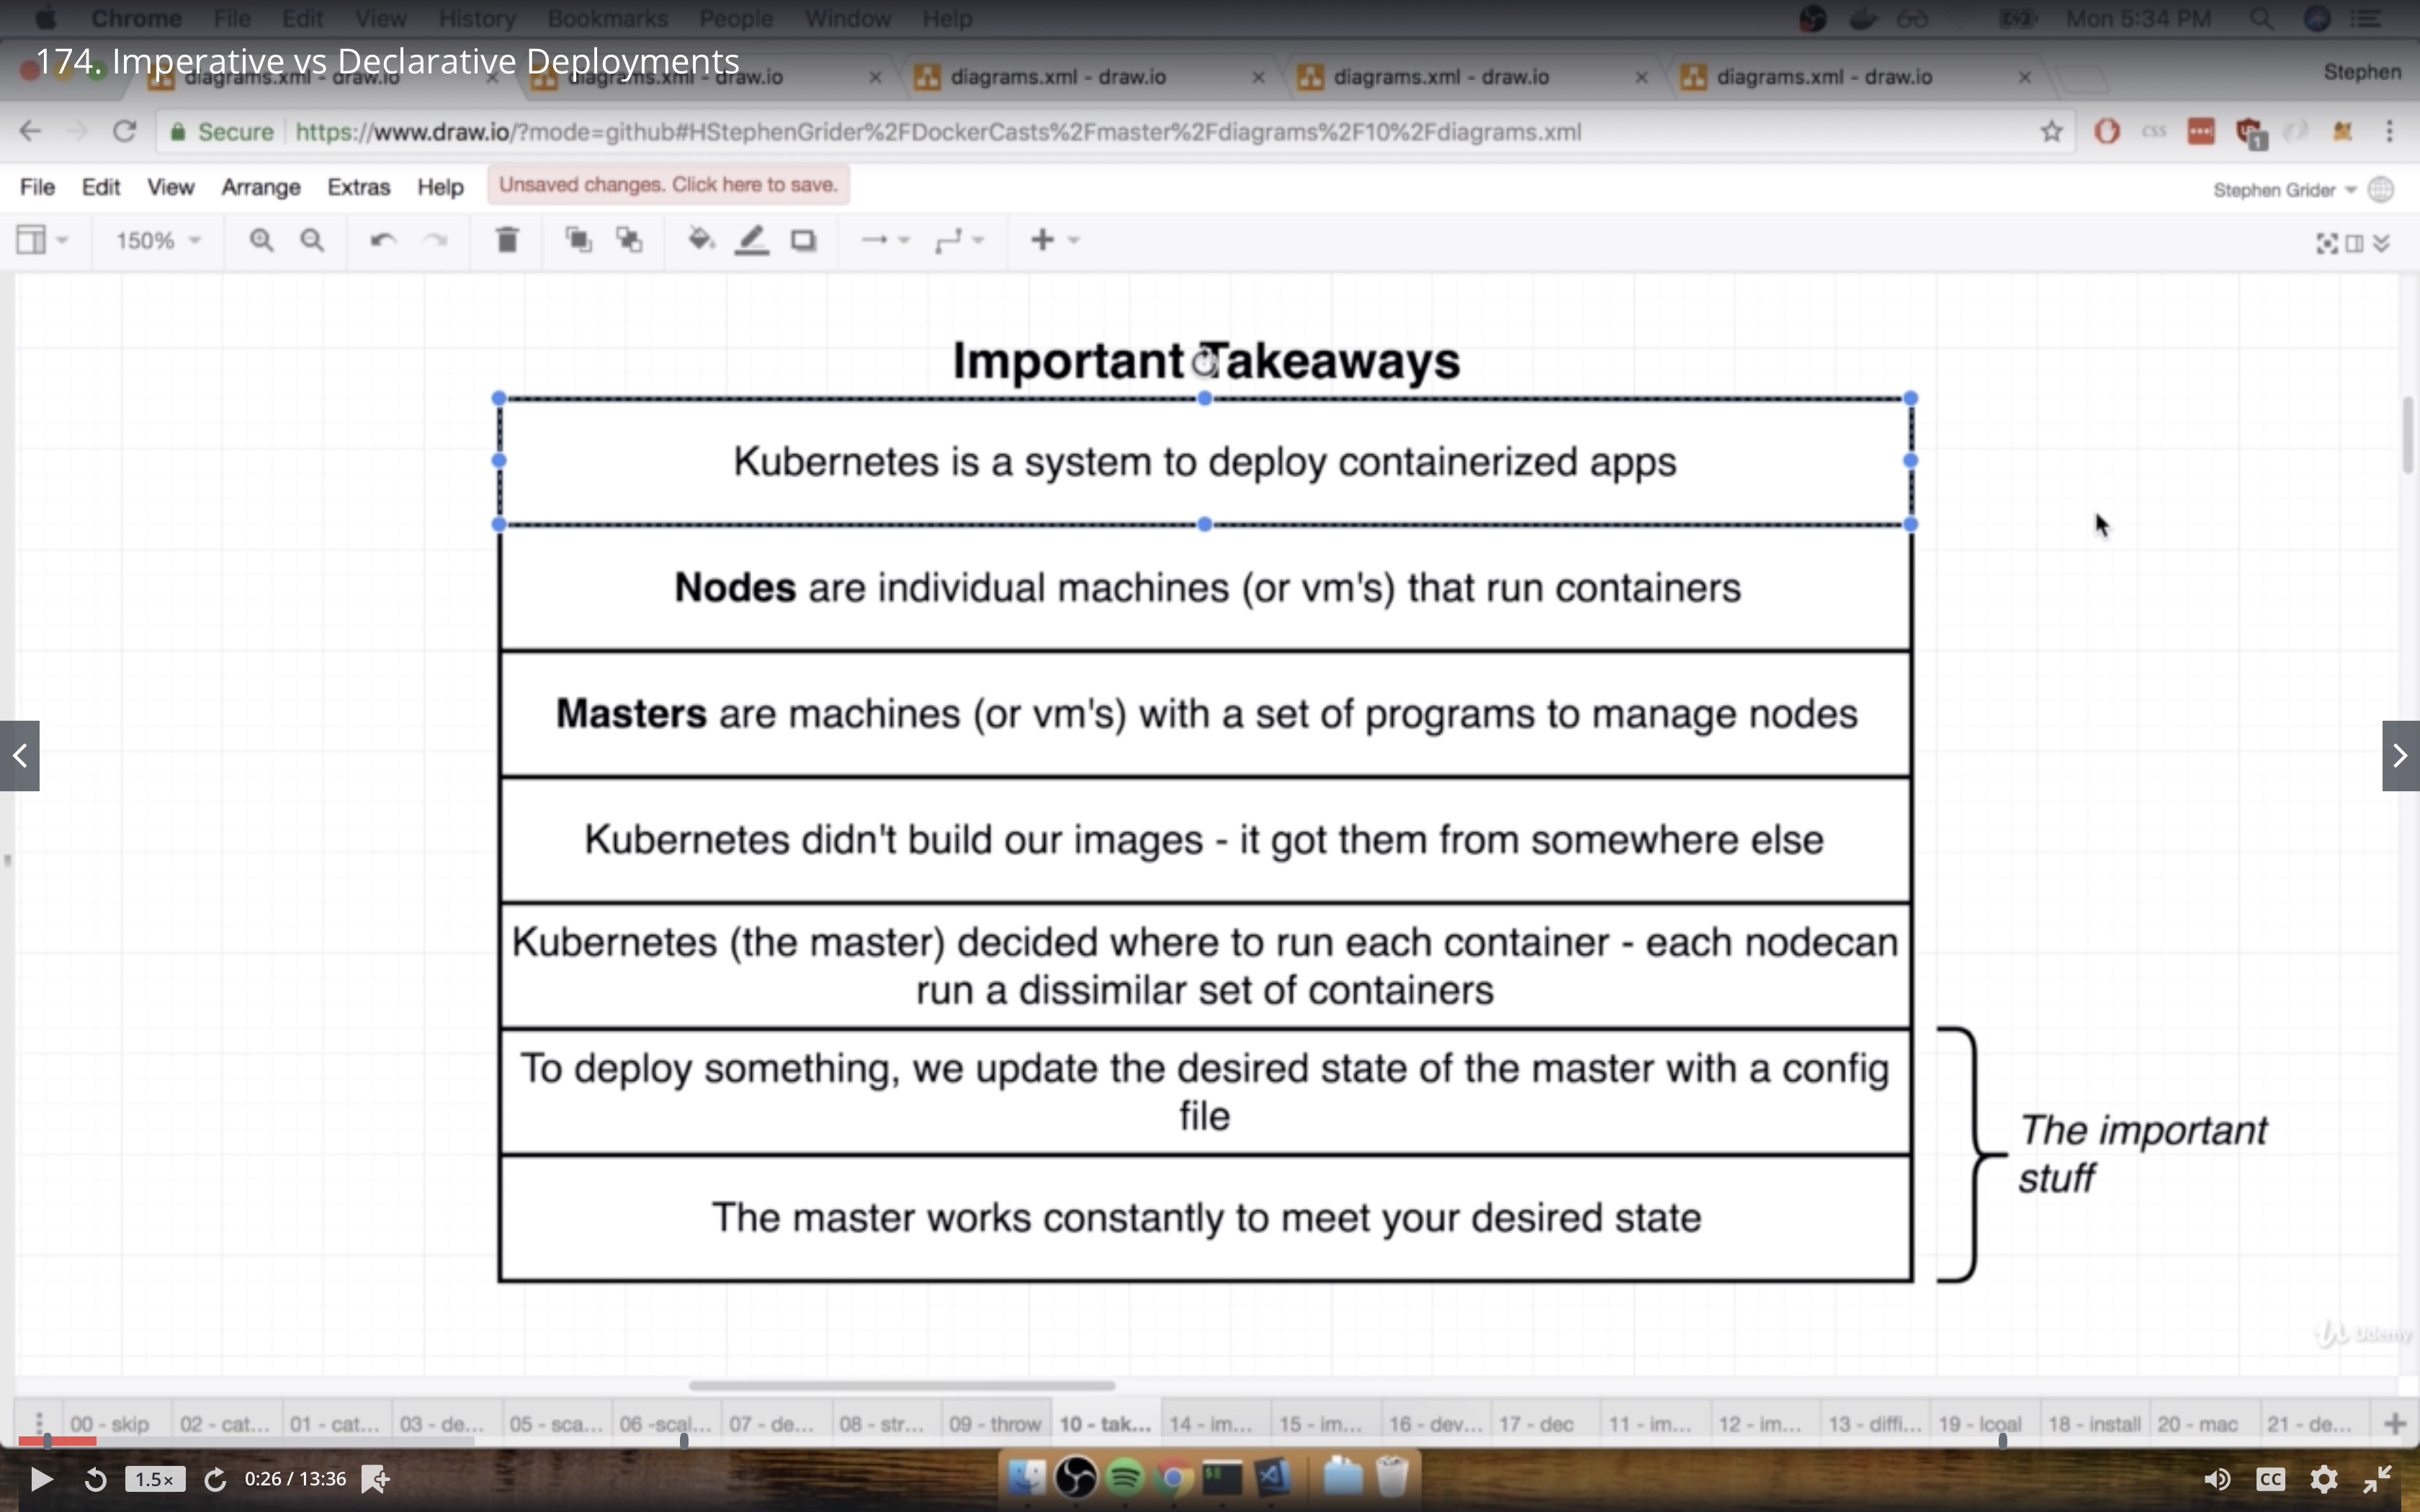 Chrome File Edit View History Bookmarks People Window Help Mon 5:34 PM
174. Imperative vs Declarative Deployments
diagrams.xml - draw.io diagrams.xml - draw.io diagrams.xml - draw.io diagrams.xml - draw.io diagrams.xml - draw.io Stephen
Secure https://www.draw.io/?mode=github#HStephenGrider%2FDockerCasts%2Fmaster%2Fdiagrams%2F10%2Fdiagrams.xml CSS 1
File Edit View Arrange Extras Help Unsaved changes. Click here to save. Stephen Grider
150%
Important Takeaways
Kubernetes is a system to deploy containerized apps
Nodes are individual machines (or vm's) that run containers
Masters are machines (or vm's) with a set of programs to manage nodes
Kubernetes didn't build our images - it got them from somewhere else
Kubernetes (the master) decided where to run each container - each nodecan
run a dissimilar set of containers
To deploy something, we update the desired state of the master with a config
file
The important
stuff
The master works constantly to meet your desired state
Udemy
00 - skip 02 - cat... 01 - cat... 03 - de... 05 - sca... 06 -scal... 07 - de... 08 - str... 09 - throw 10 - tak... 14 - im... 15 - im... 16 - dev... 17 - dec 11 - im... 12 - im... 13 - diffi... 19 - lcoal 18 - install 20 - mac 21 - de...
1.5× 0:26 / 13:36 CC